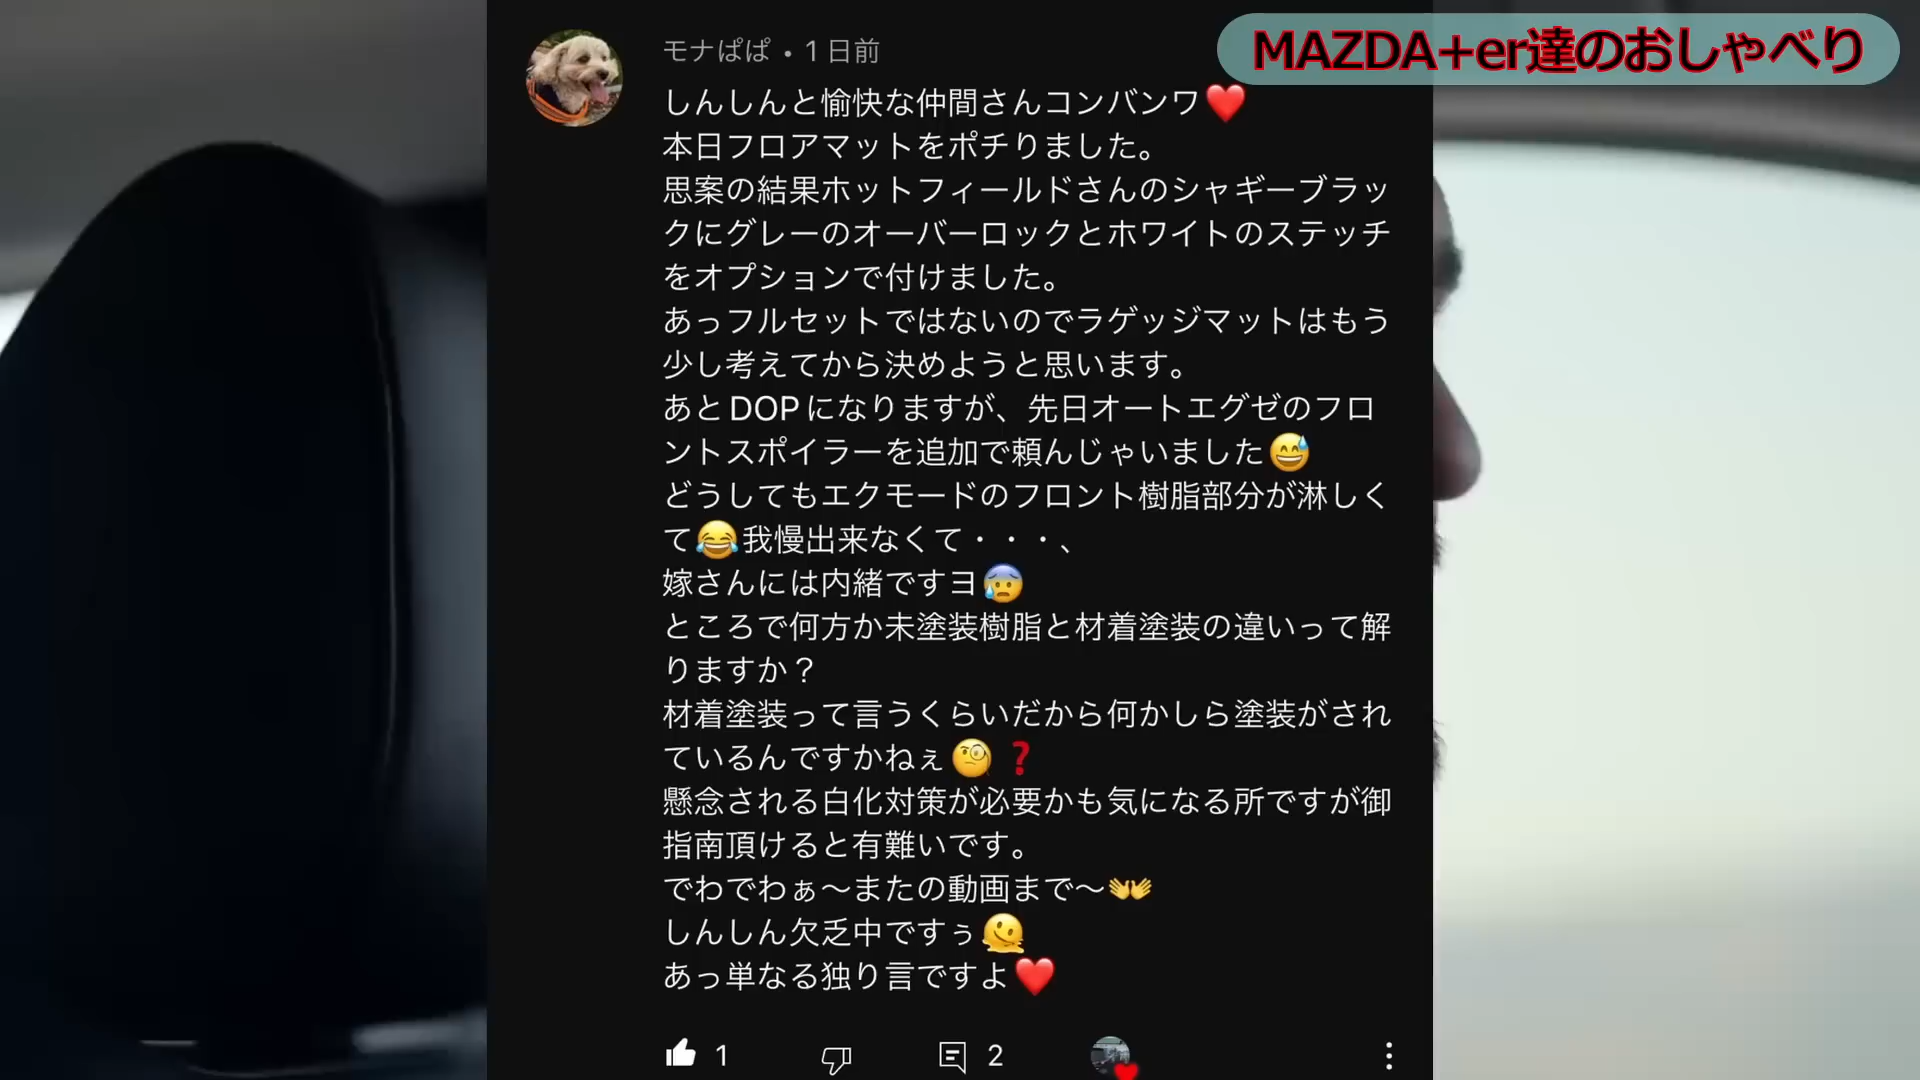 MAZDA+er達のおしゃべり
モナぱぱ・1日前
しんしんと愉快な仲間さんコンバンワ❤️
本日フロアマットをポチりました。
思案の結果ホットフィールドさんのシャギーブラッ
クにグレーのオーバーロックとホワイトのステッチ
をオプションで付けました。
あっフルセットではないのでラゲッジマットはもう
少し考えてから決めようと思います。
あとDOPになりますが、先日オートエグゼのフロ
ントスポイラーを追加で頼んじゃいました😅
どうしてもエクモードのフロント樹脂部分が淋しく
て😂我慢出来なくて・・・、
嫁さんには内緒ですヨ😰
ところで何方か未塗装樹脂と材着塗装の違いって解
りますか？
材着塗装って言うくらいだから何かしら塗装がされ
ているんですかねぇ🧐❓
懸念される白化対策が必要かも気になる所ですが御
指南頂けると有難いです。
でわでわぁ〜またの動画まで〜👐
しんしん欠乏中ですぅ🫠
あっ単なる独り言ですよ❤️
1
2